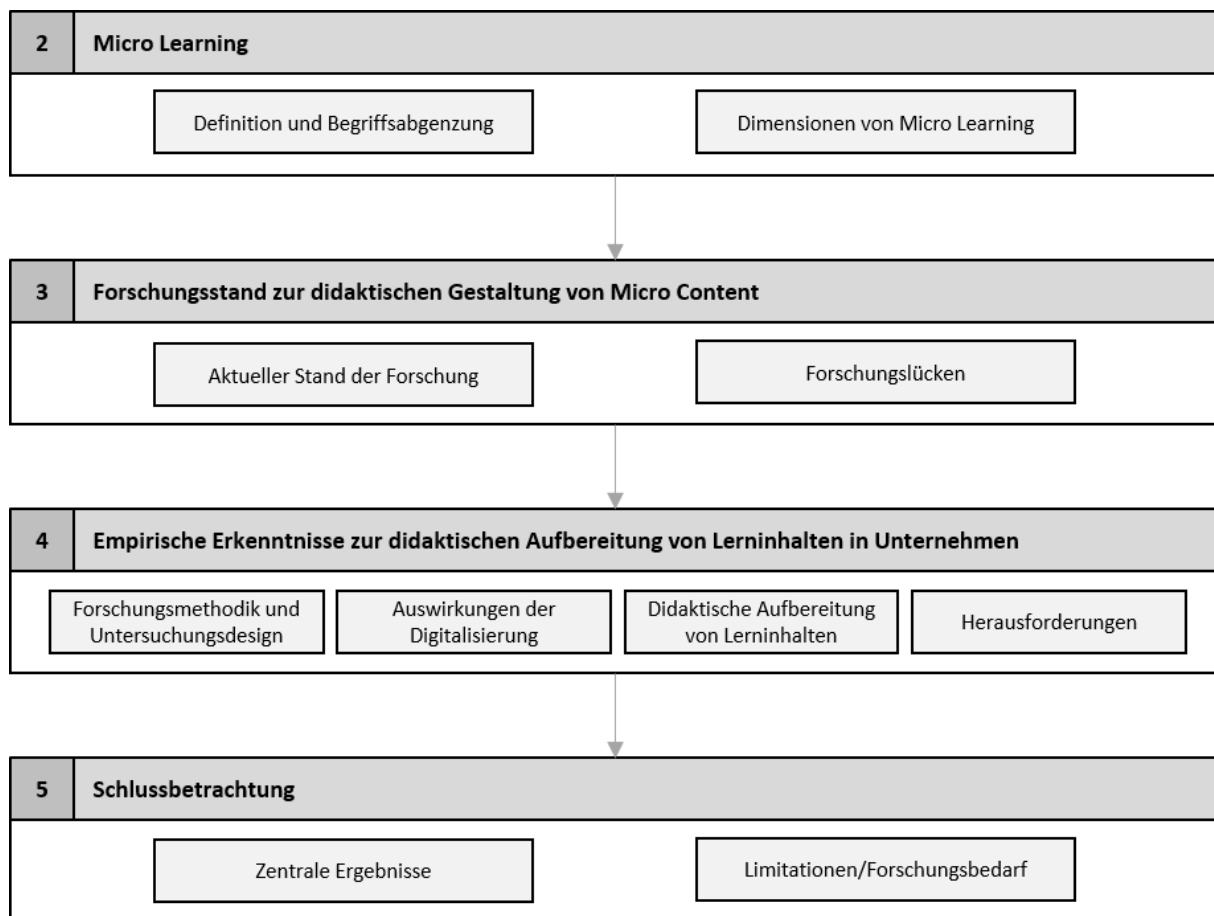 2 Micro Learning
Definition und Begriffsabgenzung
Dimensionen von Micro Learning
3 Forschungsstand zur didaktischen Gestaltung von Micro Content
Aktueller Stand der Forschung
Forschungslücken
4 Empirische Erkenntnisse zur didaktischen Aufbereitung von Lerninhalten in Unternehmen
Forschungsmethodik und
Untersuchungsdesign
Auswirkungen der
Digitalisierung
Didaktische Aufbereitung
von Lerninhalten
Herausforderungen
5 Schlussbetrachtung
Zentrale Ergebnisse
Limitationen/Forschungsbedarf